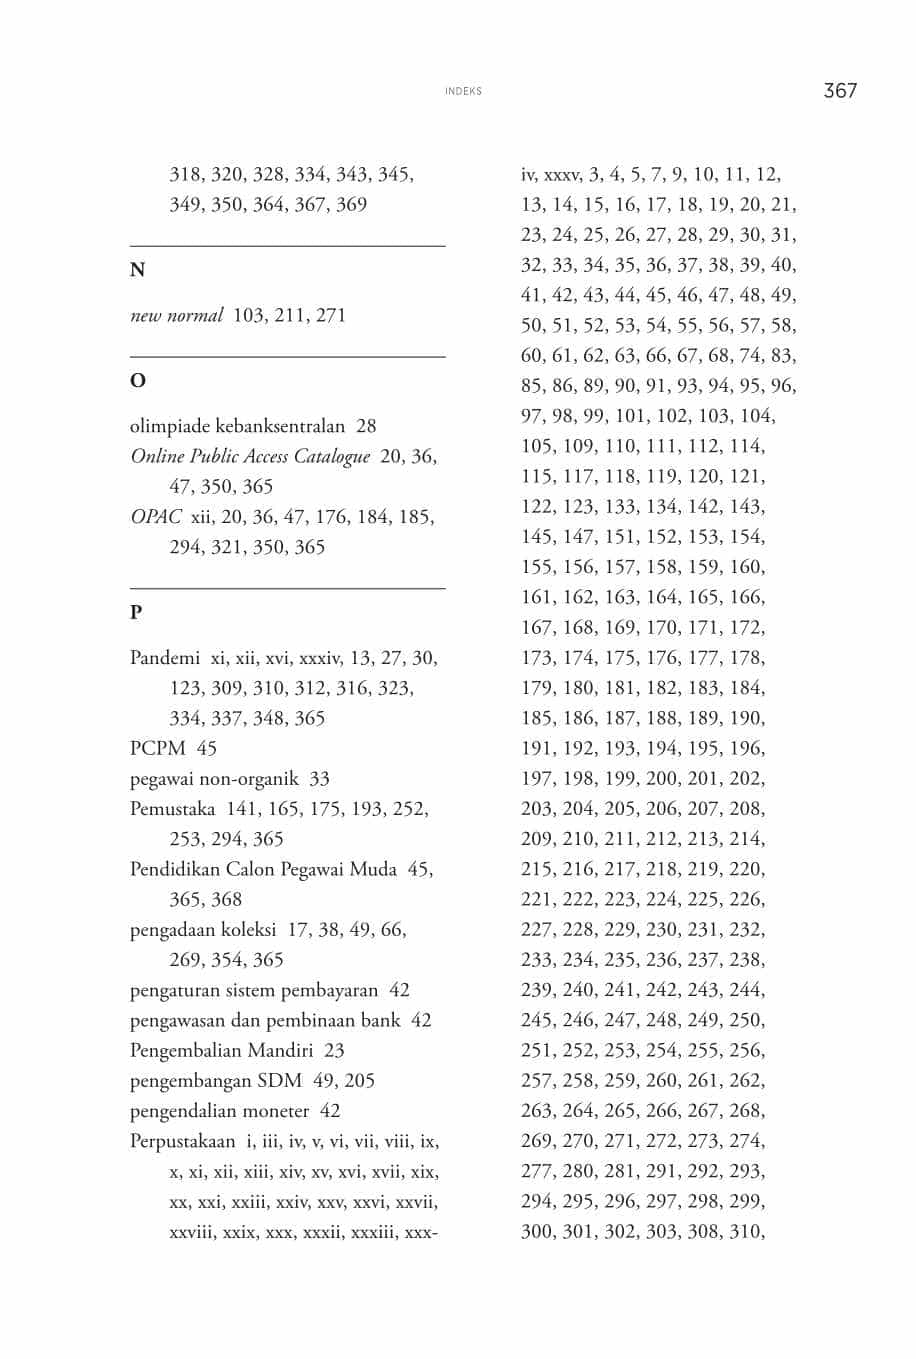 INDEKS
367
318, 320, 328, 334, 343, 345,
349, 350, 364, 367, 369
N
new normal 103, 211, 271
O
olimpiade kebanksentralan 28
Online Public Access Catalogue 20, 36,
47, 350, 365
OPAC xii, 20, 36, 47, 176, 184, 185,
294, 321, 350, 365
P
Pandemi xi, xii, xvi, xxxiv, 13, 27, 30,
123, 309, 310, 312, 316, 323,
334, 337, 348, 365
PCPM 45
pegawai non-organik 33
Pemustaka 141, 165, 175, 193, 252,
253, 294, 365
Pendidikan Calon Pegawai Muda 45,
365, 368
pengadaan koleksi 17, 38, 49, 66,
269, 354, 365
pengaturan sistem pembayaran 42
pengawasan dan pembinaan bank 42
Pengembalian Mandiri 23
pengembangan SDM 49, 205
pengendalian moneter 42
Perpustakaan i, iii, iv, v, vi, vii, viii, ix,
x, xi, xii, xiii, xiv, xv, xvi, xvii, xix,
xx, xxi, xxiii, xxiv, xxv, xxvi, xxvii,
xxviii, xxix, xxx, xxxii, xxxiii, xxx-
iv, xxxv, 3, 4, 5, 7, 9, 10, 11, 12,
13, 14, 15, 16, 17, 18, 19, 20, 21,
23, 24, 25, 26, 27, 28, 29, 30, 31,
32, 33, 34, 35, 36, 37, 38, 39, 40,
41, 42, 43, 44, 45, 46, 47, 48, 49,
50, 51, 52, 53, 54, 55, 56, 57, 58,
60, 61, 62, 63, 66, 67, 68, 74, 83,
85, 86, 89, 90, 91, 93, 94, 95, 96,
97, 98, 99, 101, 102, 103, 104,
105, 109, 110, 111, 112, 114,
115, 117, 118, 119, 120, 121,
122, 123, 133, 134, 142, 143,
145, 147, 151, 152, 153, 154,
155, 156, 157, 158, 159, 160,
161, 162, 163, 164, 165, 166,
167, 168, 169, 170, 171, 172,
173, 174, 175, 176, 177, 178,
179, 180, 181, 182, 183, 184,
185, 186, 187, 188, 189, 190,
191, 192, 193, 194, 195, 196,
197, 198, 199, 200, 201, 202,
203, 204, 205, 206, 207, 208,
209, 210, 211, 212, 213, 214,
215, 216, 217, 218, 219, 220,
221, 222, 223, 224, 225, 226,
227, 228, 229, 230, 231, 232,
233, 234, 235, 236, 237, 238,
239, 240, 241, 242, 243, 244,
245, 246, 247, 248, 249, 250,
251, 252, 253, 254, 255, 256,
257, 258, 259, 260, 261, 262,
263, 264, 265, 266, 267, 268,
269, 270, 271, 272, 273, 274,
277, 280, 281, 291, 292, 293,
294, 295, 296, 297, 298, 299,
300, 301, 302, 303, 308, 310,